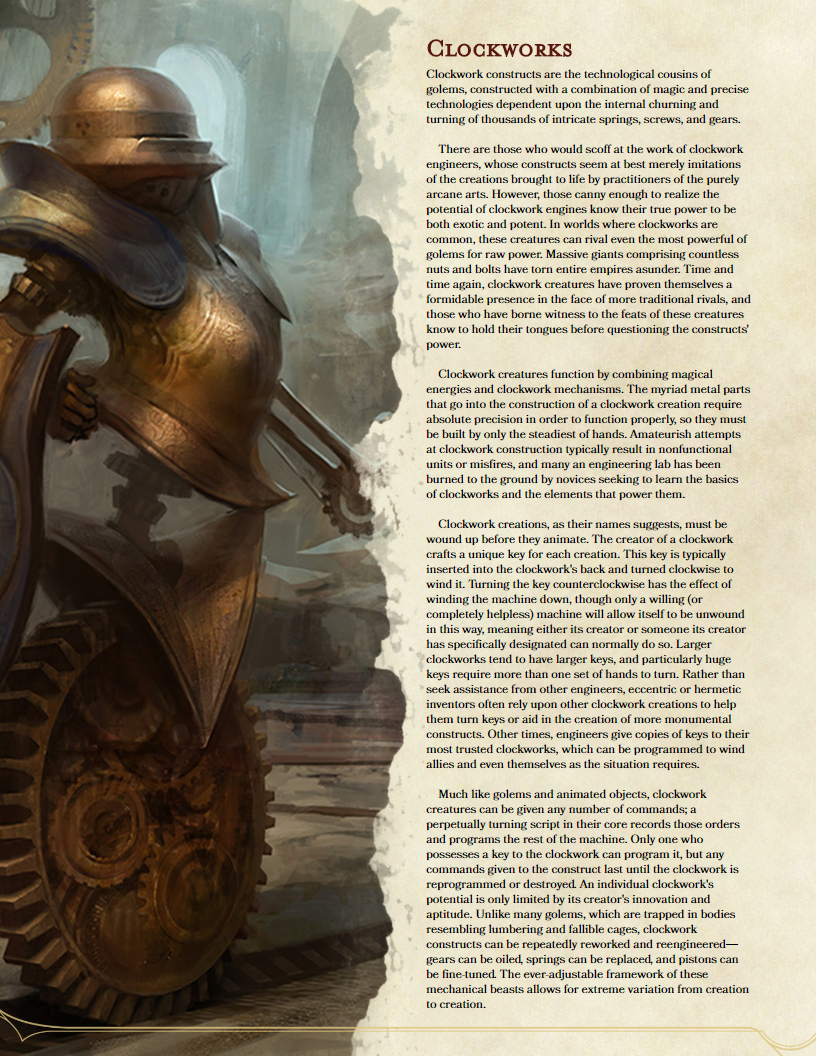 Clockworks
Clockwork constructs are the technological cousins of
golems, constructed with a combination of magic and precise
technologies dependent upon the internal churning and
turning of thousands of intricate springs, screws, and gears.
There are those who would scoff at the work of clockwork
engineers, whose constructs seem at best merely imitations
of the creations brought to life by practitioners of the purely
arcane arts. However, those canny enough to realize the
potential of clockwork engines know their true power to be
both exotic and potent. In worlds where clockworks are
common, these creatures can rival even the most powerful of
golems for raw power. Massive giants comprising countless
nuts and bolts have torn entire empires asunder. Time and
time again, clockwork creatures have proven themselves a
formidable presence in the face of more traditional rivals, and
those who have borne witness to the feats of these creatures
know to hold their tongues before questioning the constructs'
power.
Clockwork creatures function by combining magical
energies and clockwork mechanisms. The myriad metal parts
that go into the construction of a clockwork creation require
absolute precision in order to function properly, so they must
be built by only the steadiest of hands. Amateurish attempts
at clockwork construction typically result in nonfunctional
units or misfires, and many an engineering lab has been
burned to the ground by novices seeking to learn the basics
of clockworks and the elements that power them.
Clockwork creations, as their names suggests, must be
wound up before they animate. The creator of a clockwork
crafts a unique key for each creation. This key is typically
inserted into the clockwork's back and turned clockwise to
wind it. Turning the key counterclockwise has the effect of
winding the machine down, though only a willing (or
completely helpless) machine will allow itself to be unwound
in this way, meaning either its creator or someone its creator
has specifically designated can normally do so. Larger
clockworks tend to have larger keys, and particularly huge
keys require more than one set of hands to turn. Rather than
seek assistance from other engineers, eccentric or hermetic
inventors often rely upon other clockwork creations to help
them turn keys or aid in the creation of more monumental
constructs. Other times, engineers give copies of keys to their
most trusted clockworks, which can be programmed to wind
allies and even themselves as the situation requires.
Much like golems and animated objects, clockwork
creatures can be given any number of commands; a
perpetually turning script in their core records those orders
and programs the rest of the machine. Only one who
possesses a key to the clockwork can program it, but any
commands given to the construct last until the clockwork is
reprogrammed or destroyed. An individual clockwork's
potential is only limited by its creator's innovation and
aptitude. Unlike many golems, which are trapped in bodies
resembling lumbering and fallible cages, clockwork
constructs can be repeatedly reworked and reengineered—
gears can be oiled, springs can be replaced, and pistons can
be fine-tuned. The ever-adjustable framework of these
mechanical beasts allows for extreme variation from creation
to creation.